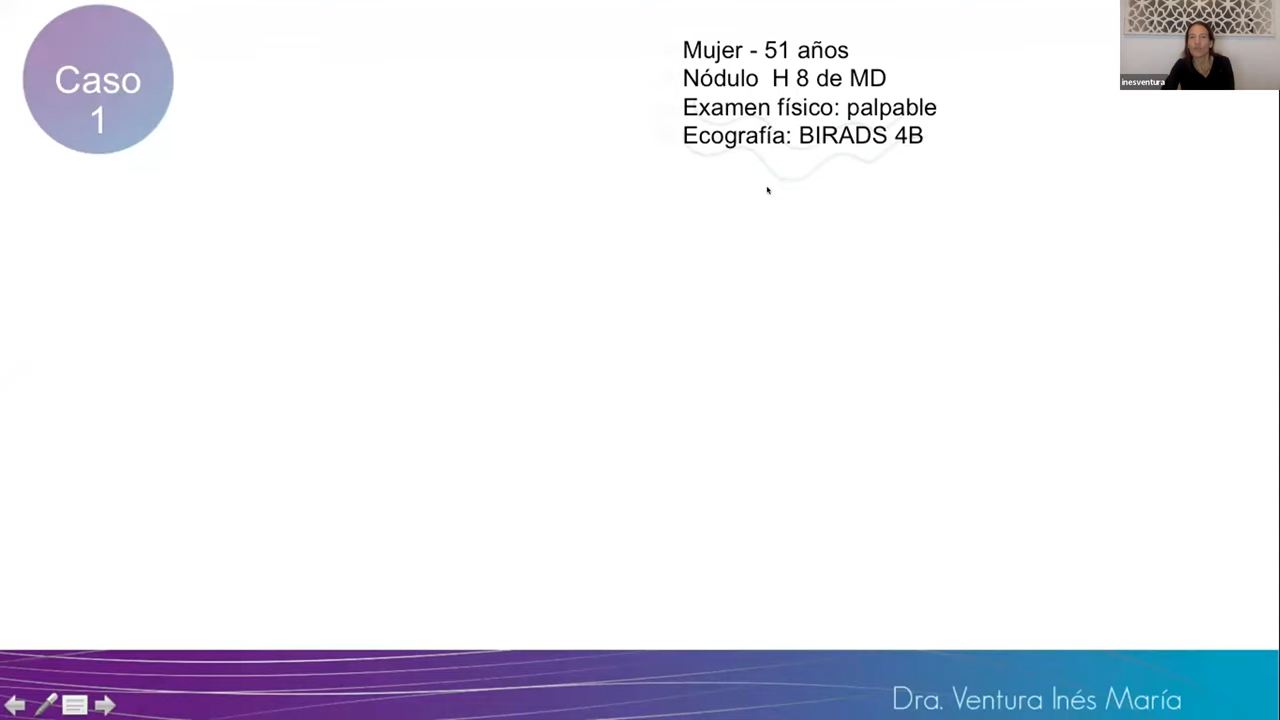 Caso
1
Mujer - 51 años
Nódulo  H 8 de MD
Examen físico: palpable
Ecografía: BIRADS 4B
inesventura
Dra. Ventura Inés María